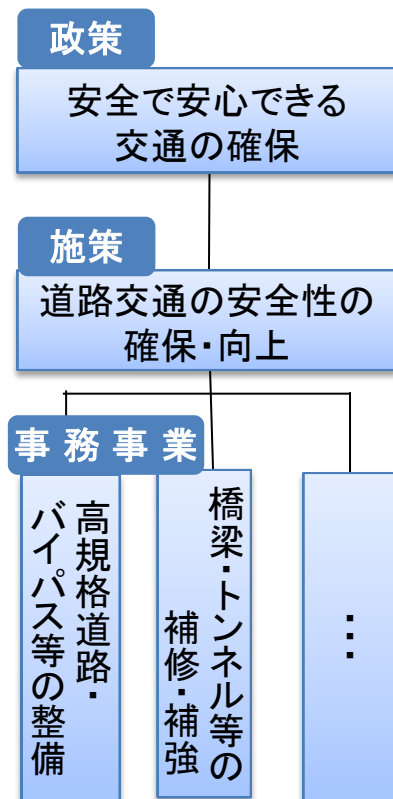 政策
安全で安心できる
交通の確保
施策
道路交通の安全性の
確保・向上
事務事業
高規格道路・
バイパス等の整備
橋梁・トンネル等の
補修・補強
…